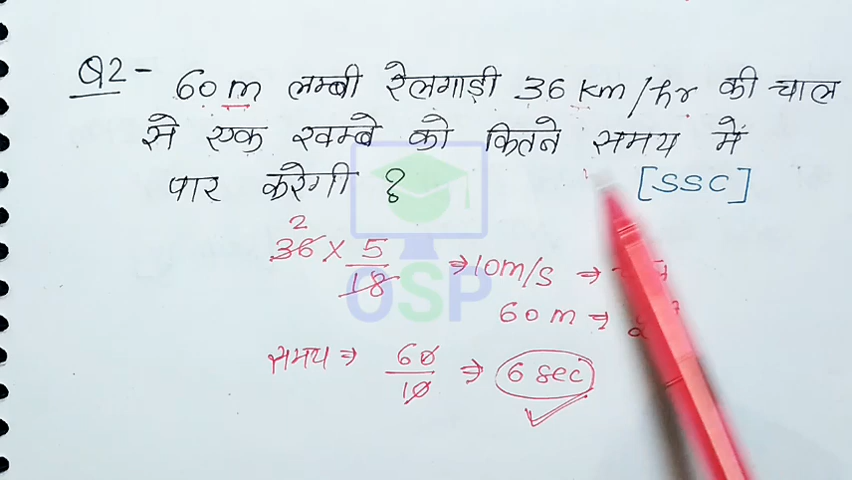 Q2- 60 m लम्बी रेलगाड़ी 36 km/hr की चाल
से एक खम्बे को कितने समय में
पार करेगी ?
[SSC]
2
36 × 5/18 ⇒ 10m/s ⇒
60 m ⇒
समय ⇒ 60/10 ⇒ 6 sec
OSP